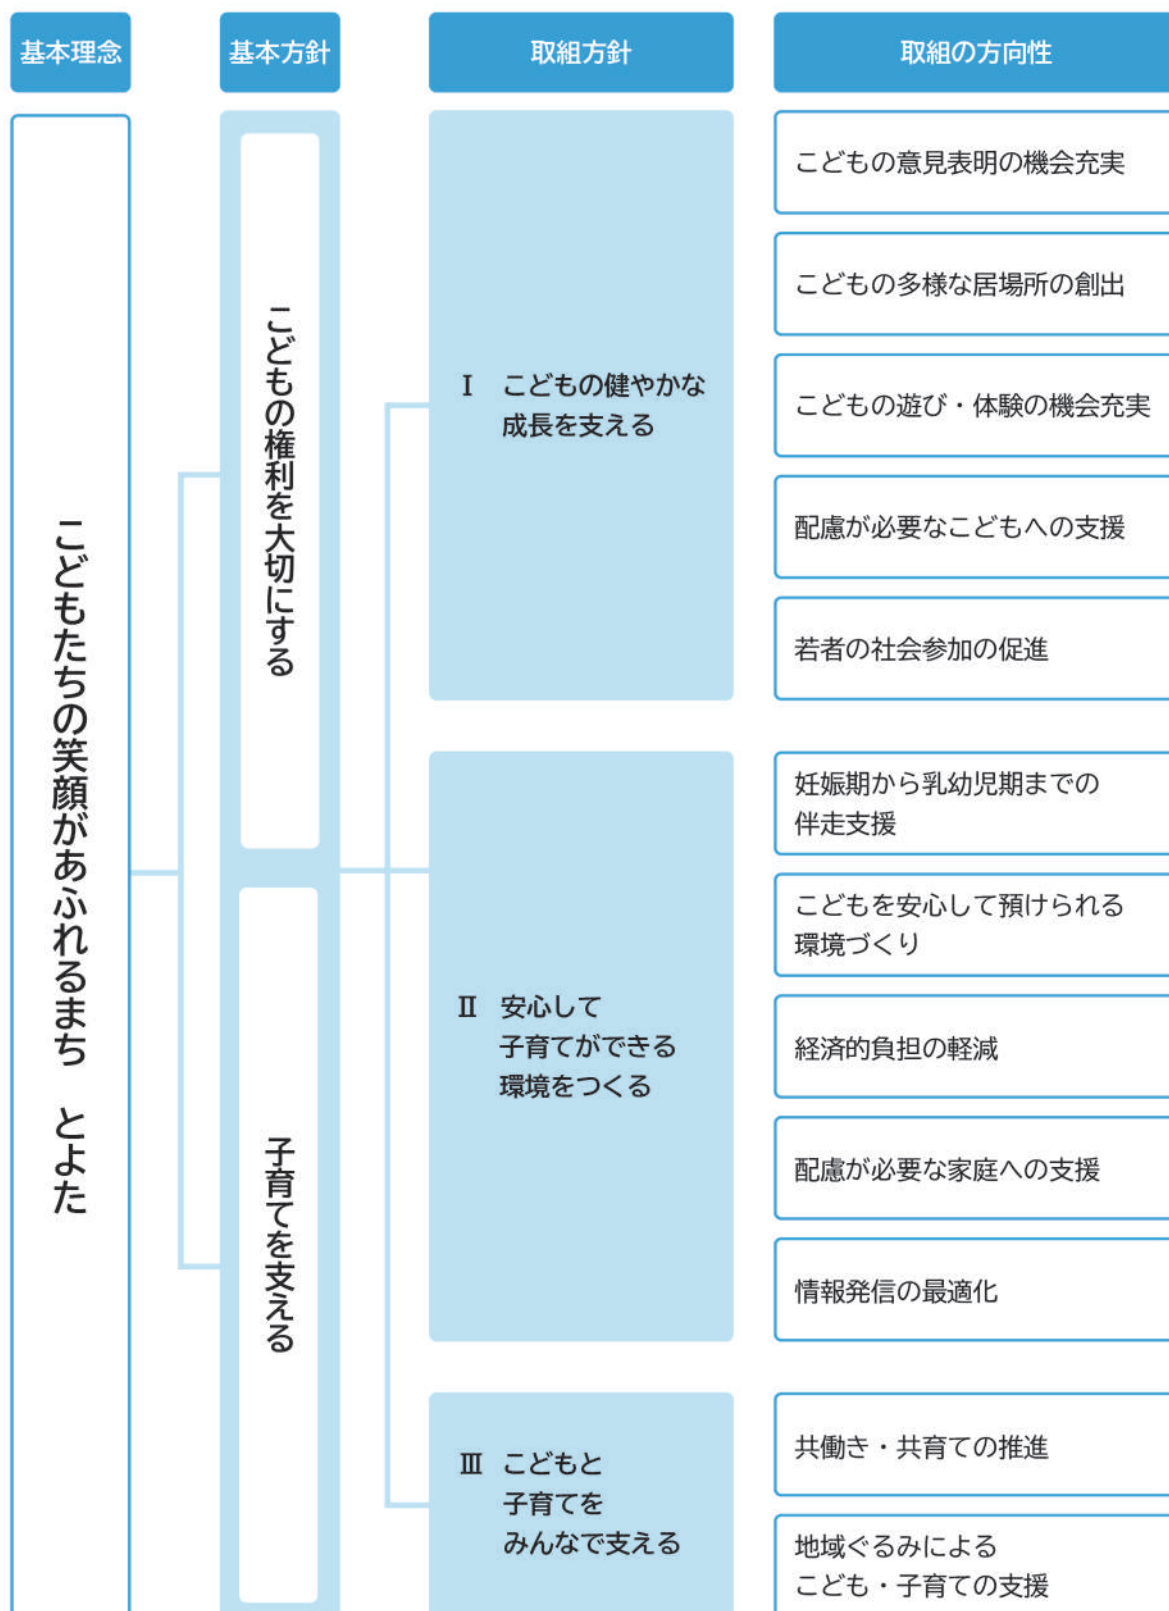 基本理念
基本方針
取組方針
取組の方向性
こどもたちの笑顔があふれるまち　とよた
こどもの権利を大切にする
子育てを支える
Ⅰ　こどもの健やかな
成長を支える
こどもの意見表明の機会充実
こどもの多様な居場所の創出
こどもの遊び・体験の機会充実
配慮が必要なこどもへの支援
若者の社会参加の促進
Ⅱ　安心して
子育てができる
環境をつくる
妊娠期から乳幼児期までの
伴走支援
こどもを安心して預けられる
環境づくり
経済的負担の軽減
配慮が必要な家庭への支援
情報発信の最適化
Ⅲ　こどもと
子育てを
みんなで支える
共働き・共育ての推進
地域ぐるみによる
こども・子育ての支援